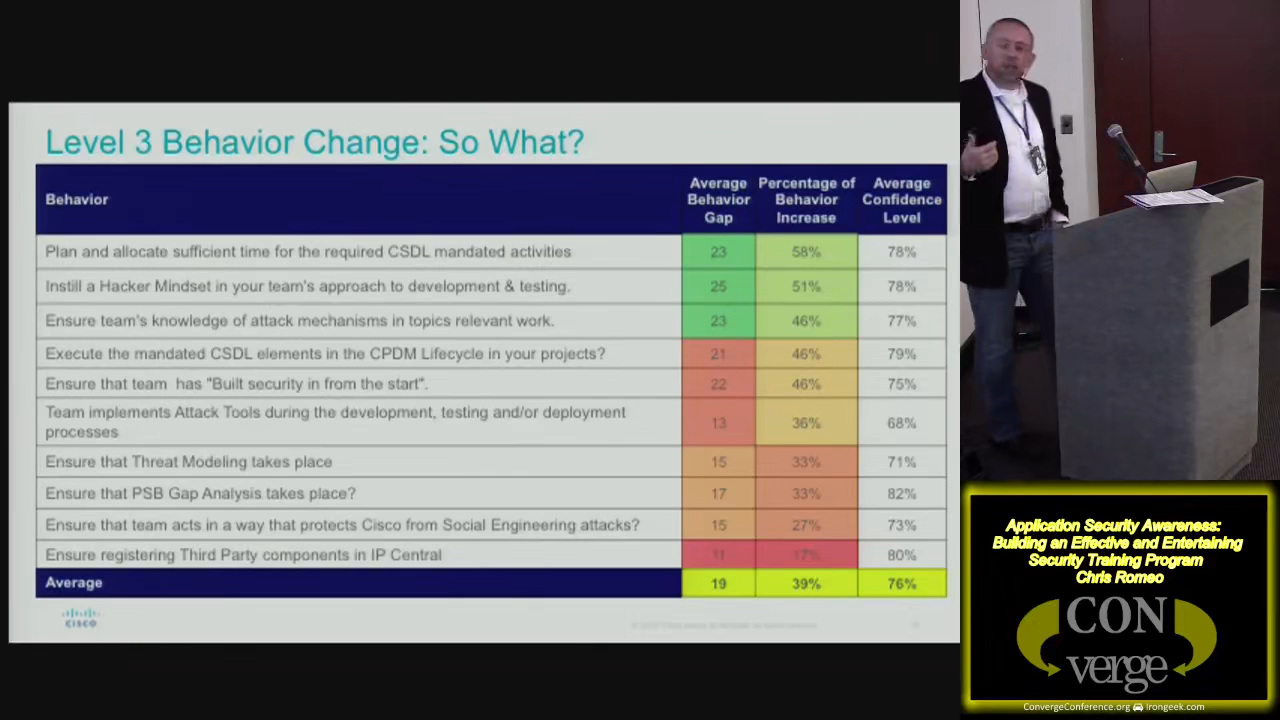 Level 3 Behavior Change: So What?
Behavior
Average Behavior Gap
Percentage of Behavior Increase
Average Confidence Level
Plan and allocate sufficient time for the required CSDL mandated activities 23 58% 78%
Instill a Hacker Mindset in your team's approach to development & testing. 25 51% 78%
Ensure team's knowledge of attack mechanisms in topics relevant work. 23 46% 77%
Execute the mandated CSDL elements in the CPDM Lifecycle in your projects? 21 46% 79%
Ensure that team has "Built security in from the start". 22 46% 75%
Team implements Attack Tools during the development, testing and/or deployment
processes 13 36% 68%
Ensure that Threat Modeling takes place 15 33% 71%
Ensure that PSB Gap Analysis takes place? 17 33% 82%
Ensure that team acts in a way that protects Cisco from Social Engineering attacks? 15 27% 73%
Ensure registering Third Party components in IP Central 11 17% 80%
Average 19 39% 76%
CISCO
Application Security Awareness:
Building an Effective and Entertaining
Security Training Program
Chris Romeo
CON
verge
ConvergeConference.org Irongeek.com